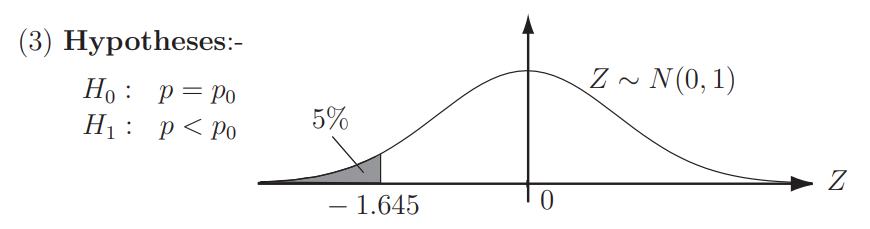 (3) Hypotheses:-
H₀ : p = p₀
H₁ : p < p₀
5%
Z ∼ N(0, 1)
Z
− 1.645
0